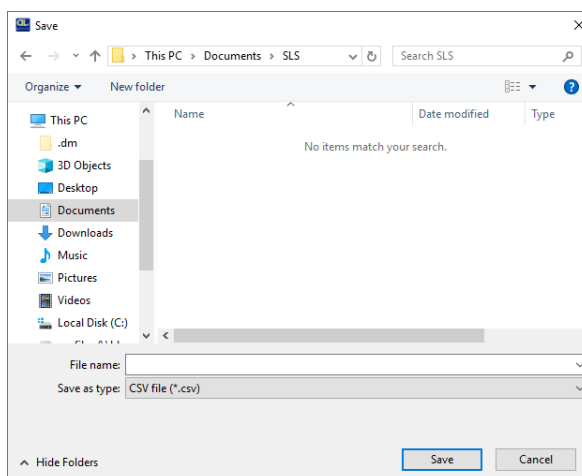 Save
This PC > Documents > SLS
Search SLS
Organize
New folder
Name
Date modified
Type
This PC
.dm
3D Objects
Desktop
Documents
Downloads
Music
Pictures
Videos
Local Disk (C:)
No items match your search.
File name:
Save as type: CSV file (*.csv)
Hide Folders
Save
Cancel